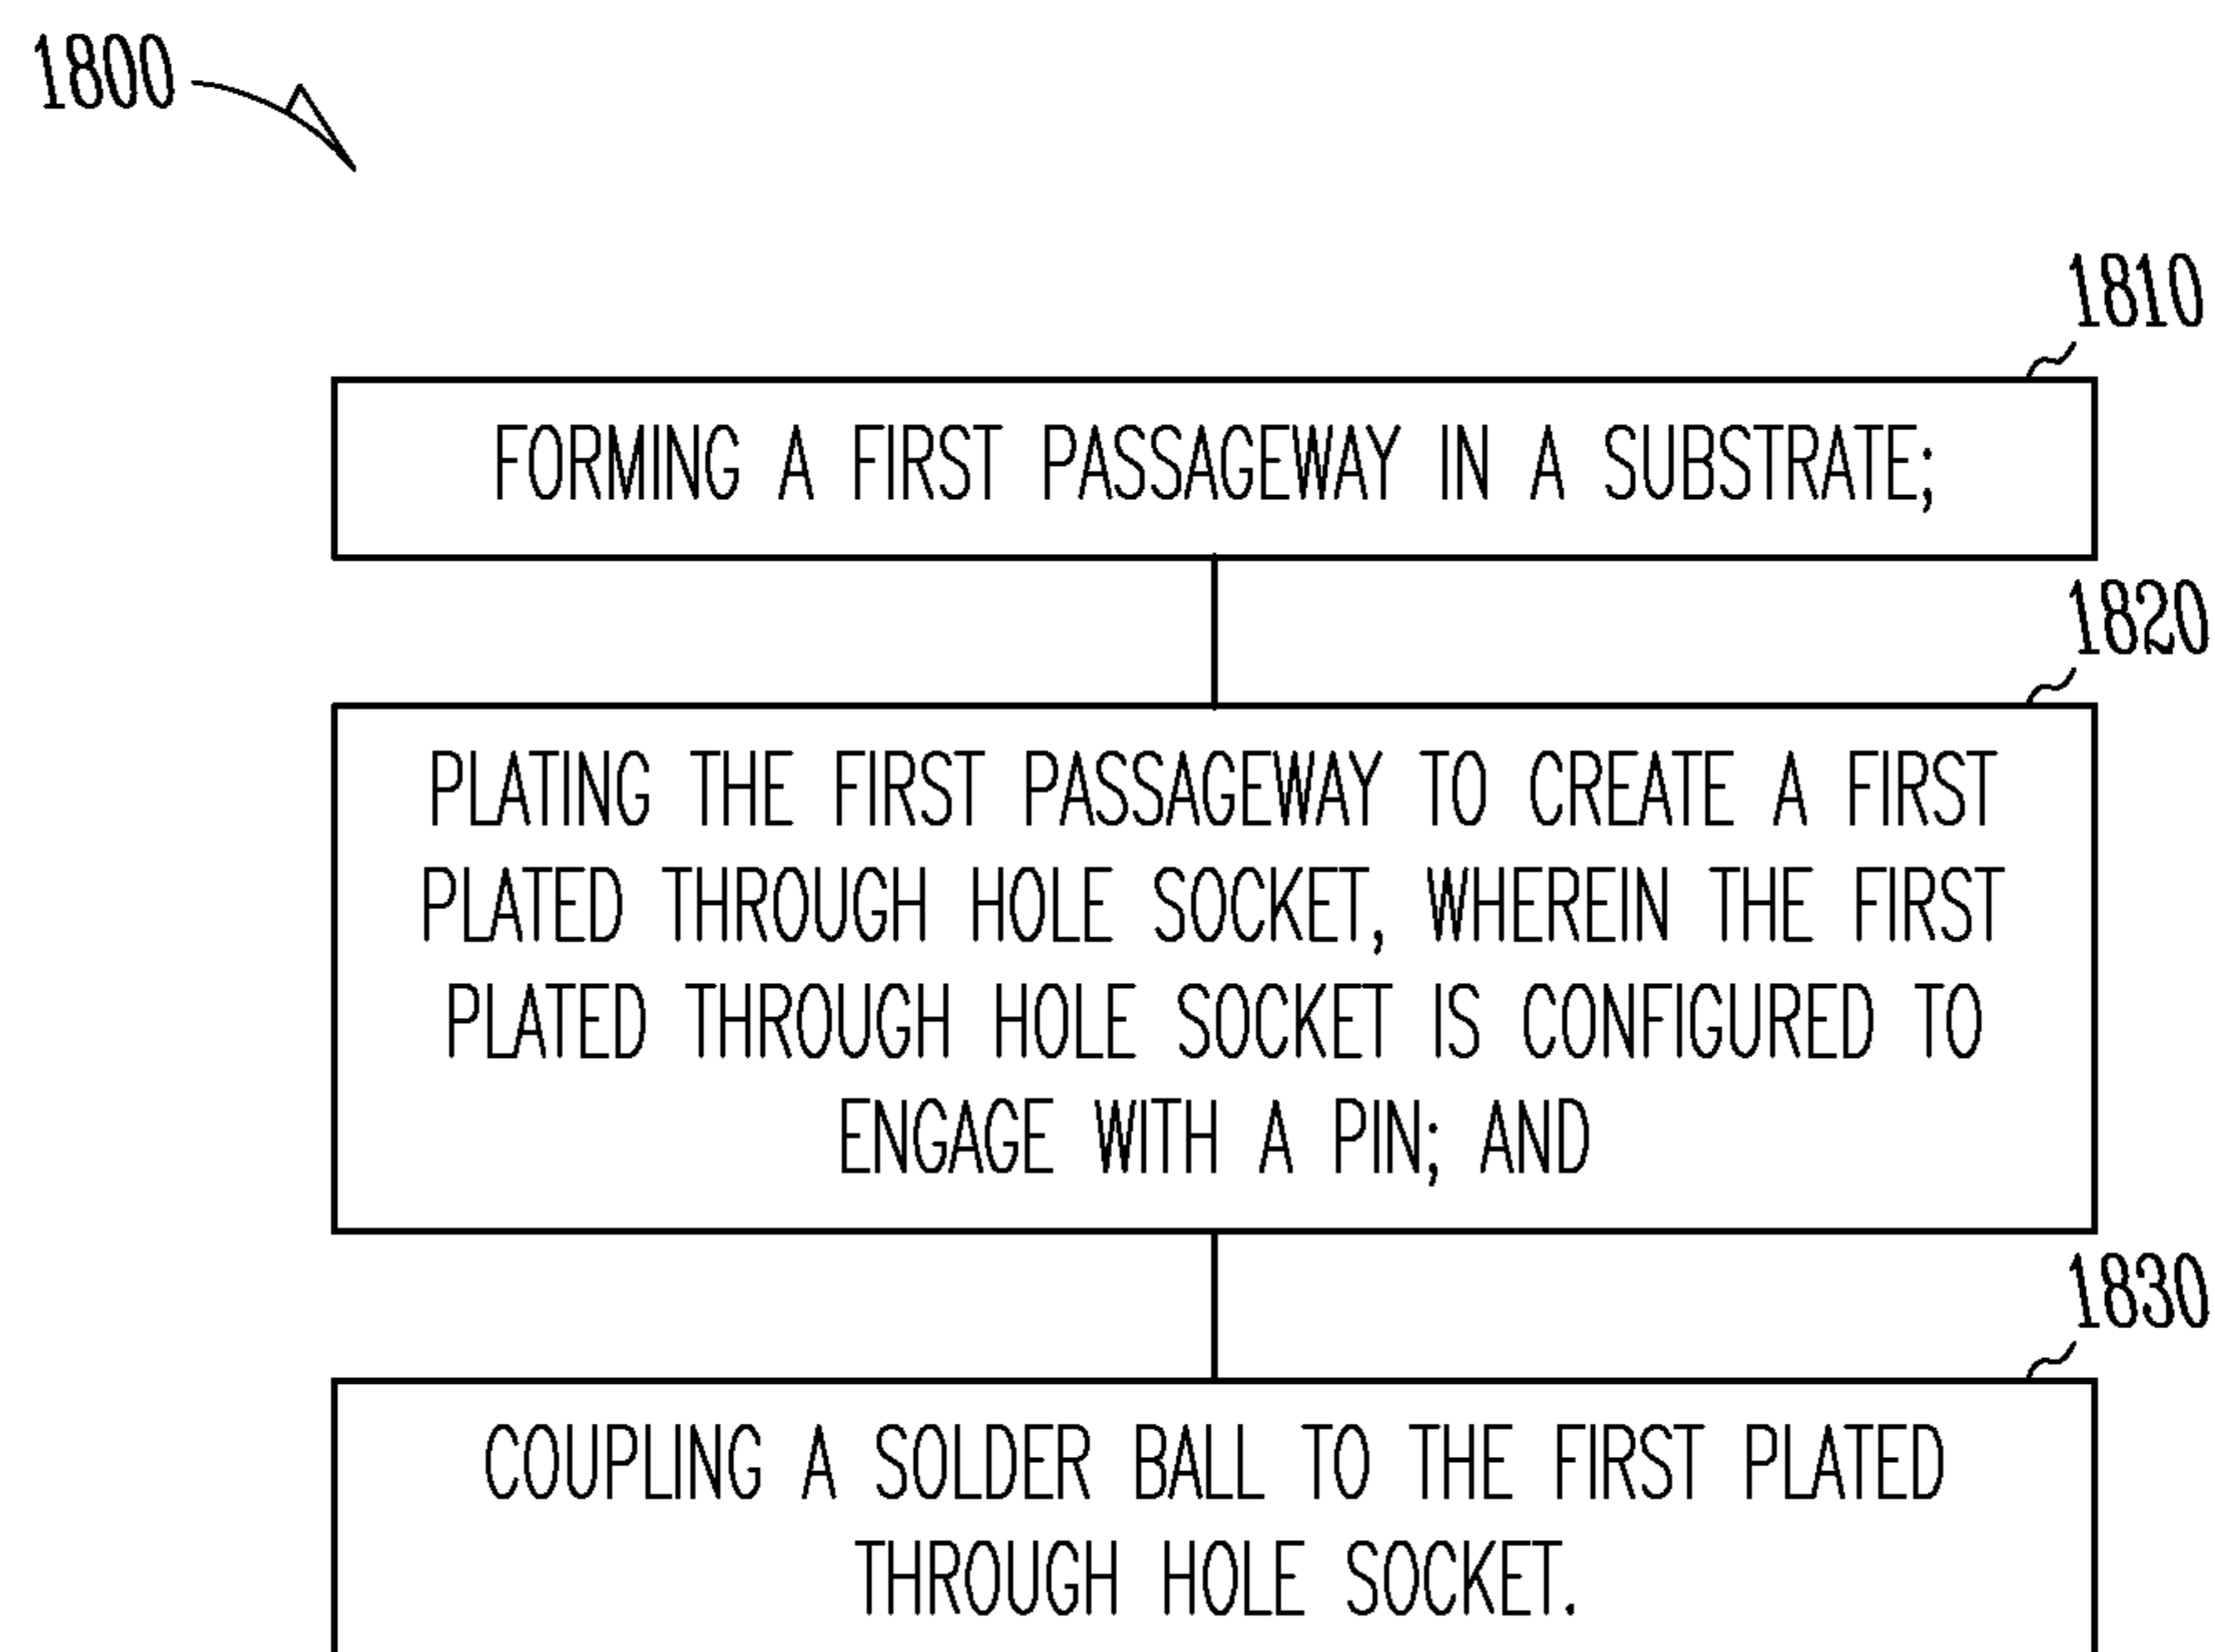 1800
1810
FORMING A FIRST PASSAGEWAY IN A SUBSTRATE;
1820
PLATING THE FIRST PASSAGEWAY TO CREATE A FIRST
PLATED THROUGH HOLE SOCKET, WHEREIN THE FIRST
PLATED THROUGH HOLE SOCKET IS CONFIGURED TO
ENGAGE WITH A PIN; AND
1830
COUPLING A SOLDER BALL TO THE FIRST PLATED
THROUGH HOLE SOCKET.